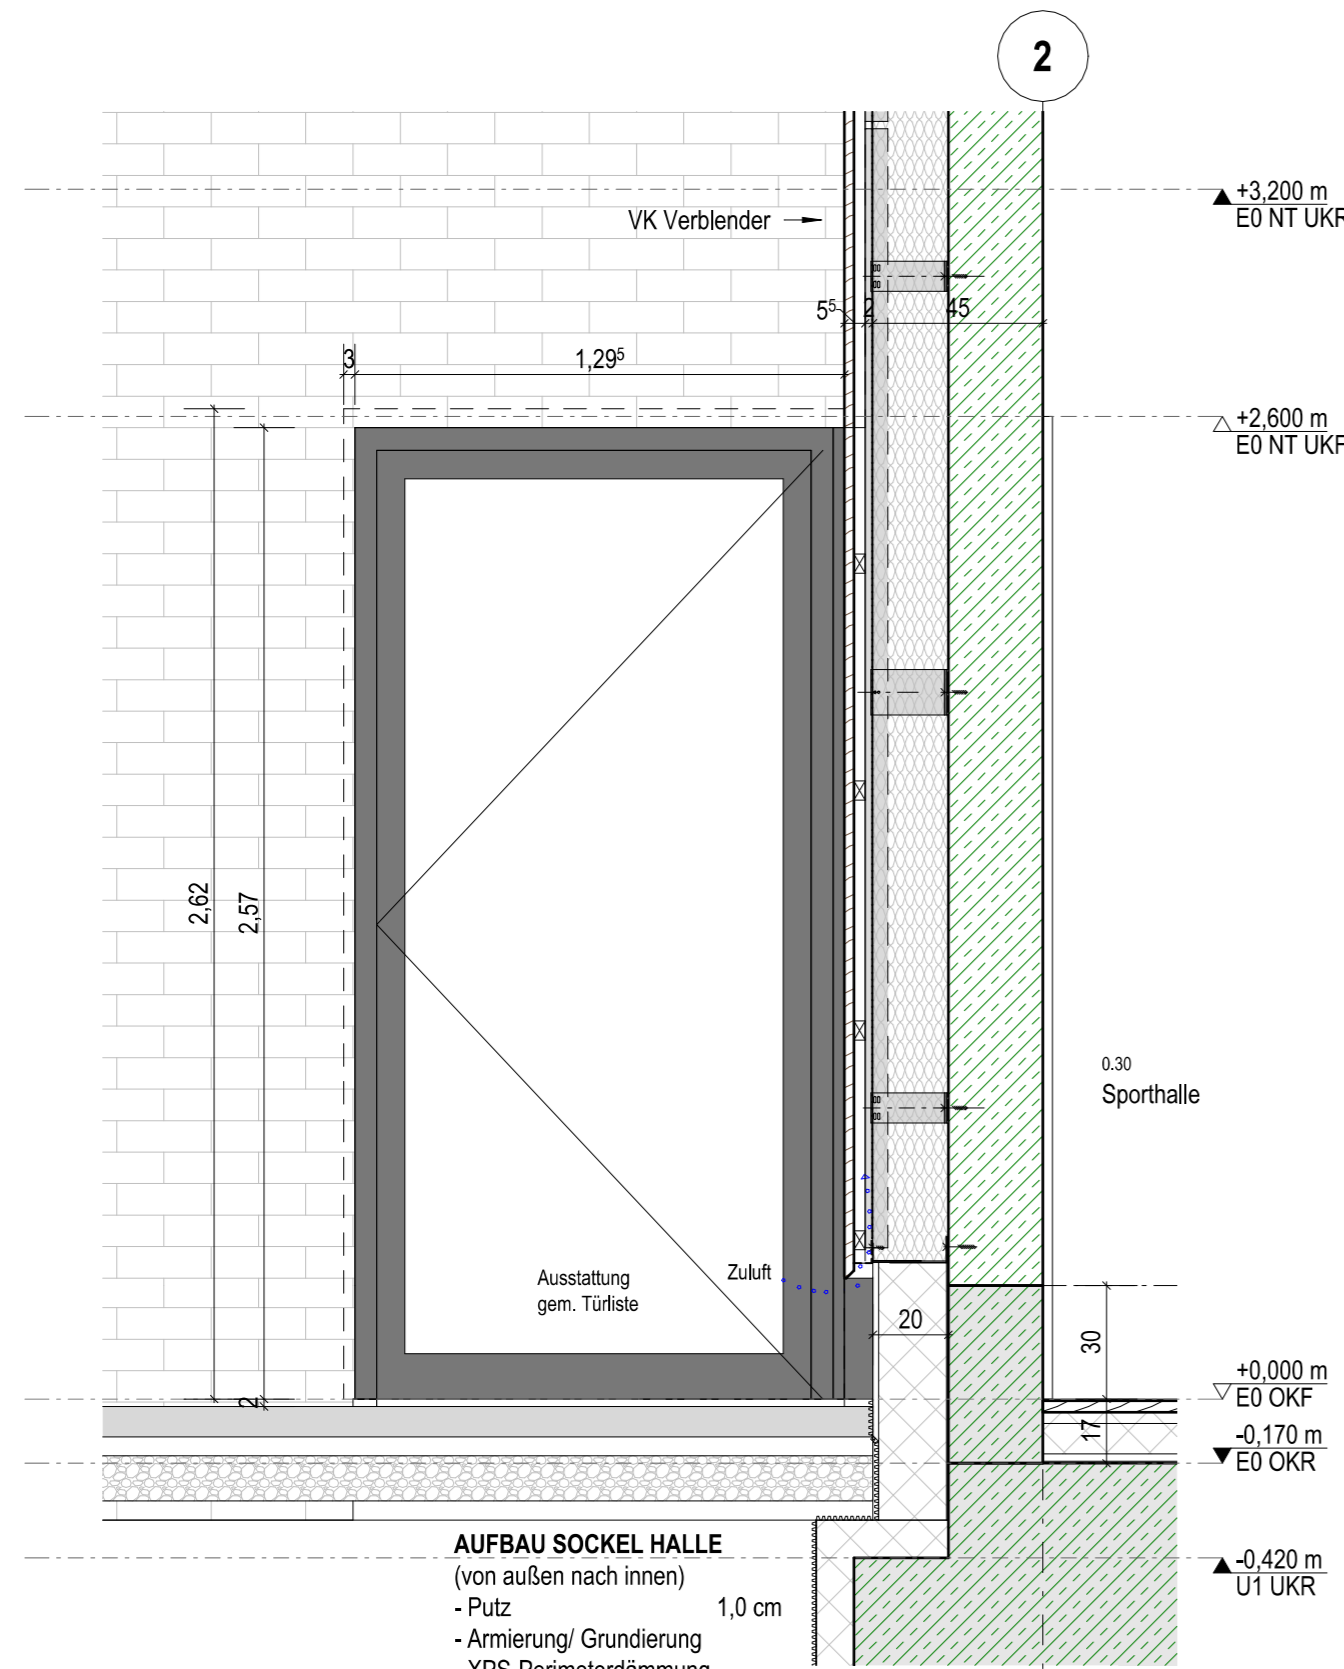 2
+3,200 m
E0 NT UKR
VK Verblender
5⁵
2
45
3
1,29⁵
+2,600 m
E0 NT UKF
2,62
2,57
0.30
Sporthalle
Zuluft
Ausstattung
gem. Türliste
20
30
+0,000 m
E0 OKF
2
17
-0,170 m
E0 OKR
AUFBAU SOCKEL HALLE
(von außen nach innen)
- Putz 1,0 cm
- Armierung/ Grundierung
- XPS-Perimeterdämmung
-0,420 m
U1 UKR